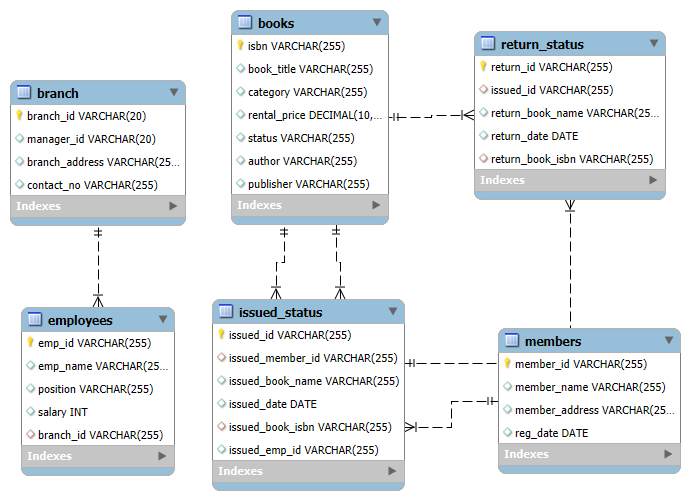 branch
branch_id VARCHAR(20)
manager_id VARCHAR(20)
branch_address VARCHAR(25...
contact_no VARCHAR(255)
Indexes
employees
emp_id VARCHAR(255)
emp_name VARCHAR(25...
position VARCHAR(255)
salary INT
branch_id VARCHAR(255)
Indexes
books
isbn VARCHAR(255)
book_title VARCHAR(255)
category VARCHAR(255)
rental_price DECIMAL(10,...
status VARCHAR(255)
author VARCHAR(255)
publisher VARCHAR(255)
Indexes
issued_status
issued_id VARCHAR(255)
issued_member_id VARCHAR(255)
issued_book_name VARCHAR(255)
issued_date DATE
issued_book_isbn VARCHAR(255)
issued_emp_id VARCHAR(255)
Indexes
return_status
return_id VARCHAR(255)
issued_id VARCHAR(255)
return_book_name VARCHAR(25...
return_date DATE
return_book_isbn VARCHAR(255)
Indexes
members
member_id VARCHAR(255)
member_name VARCHAR(255)
member_address VARCHAR(25...
reg_date DATE
Indexes